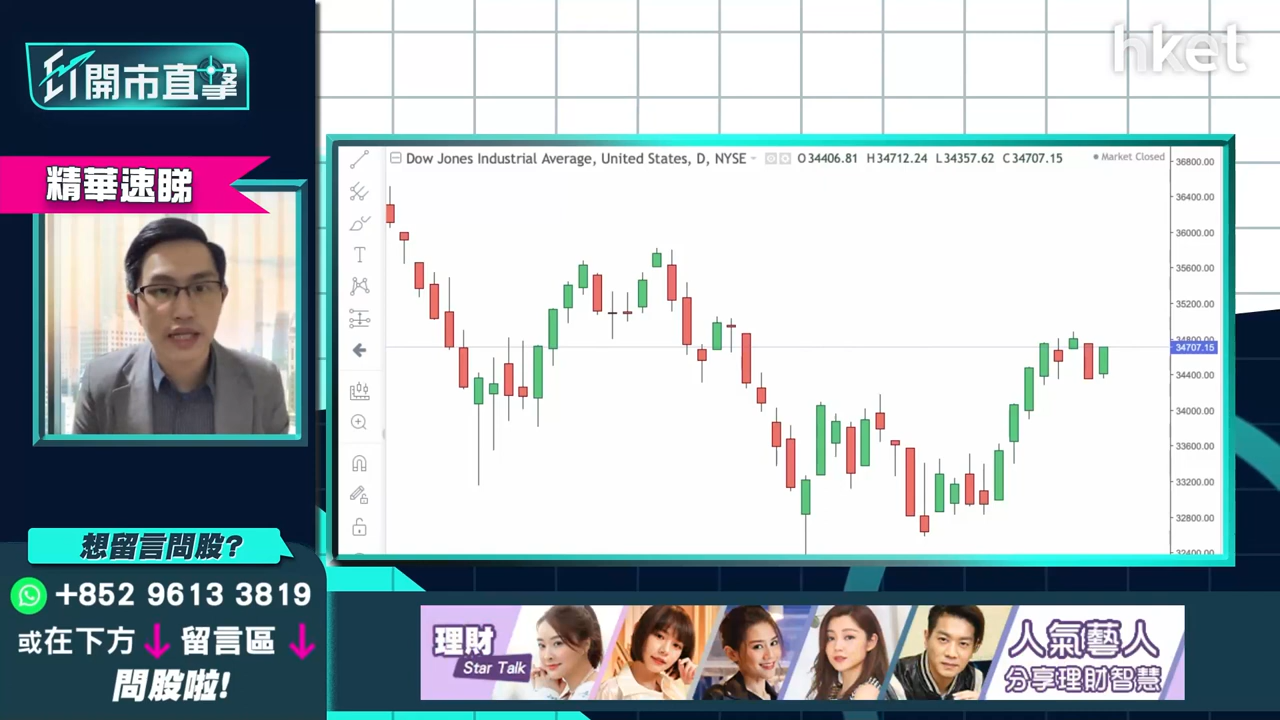 ET開市直擊
hket
精華速睇
Dow Jones Industrial Average, United States, D, NYSE O34406.81 H34712.24 L34357.62 C34707.15
Market Closed
36800.00
36400.00
36000.00
35600.00
35200.00
34800.00
34707.15
34400.00
34000.00
33600.00
33200.00
32800.00
32400.00
想留言問股?
+852 9613 3819
或在下方↓留言區↓
問股啦!
理財
Star Talk
人氣藝人
分享理財智慧